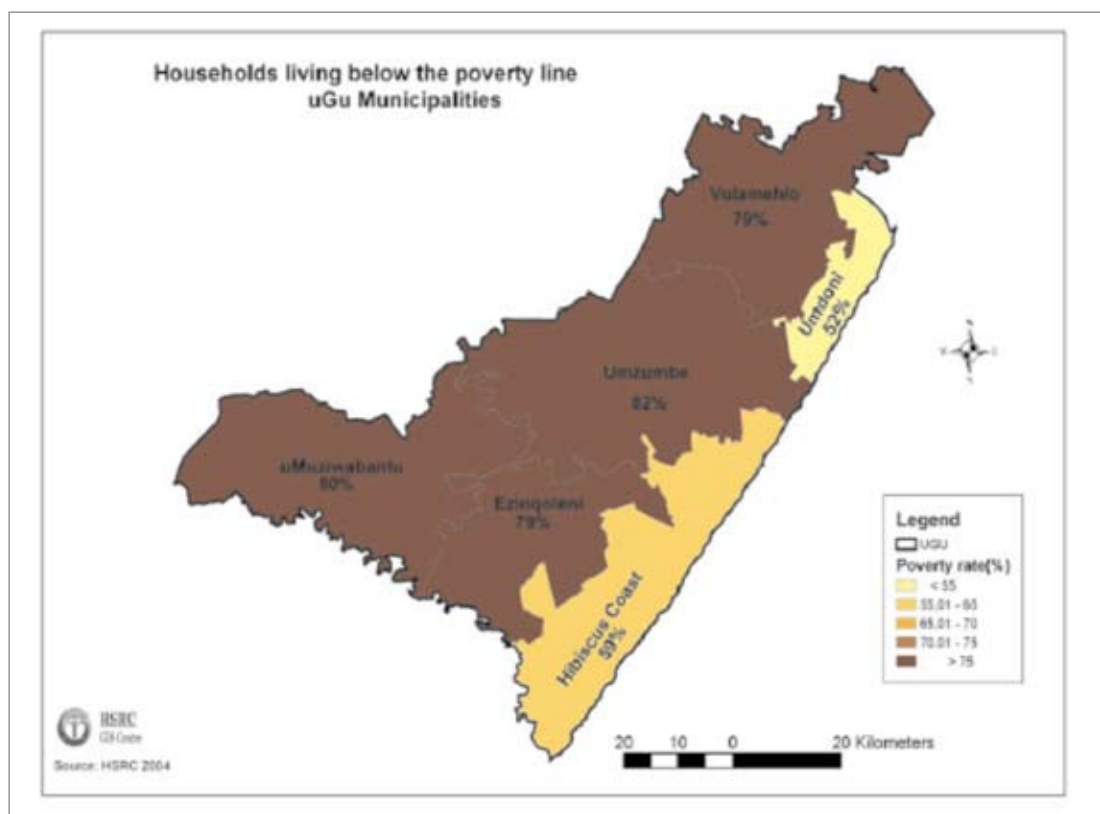 Households living below the poverty line
uGu Municipalities
Vulamehlo
79%
Umdoni
52%
Umzumbe
82%
uMuziwabantu
80%
Ezinqoleni
79%
Hibiscus Coast
59%
Legend
UGU
Poverty rate(%)
< 55
55.01 - 65
65.01 - 70
70.01 - 75
> 75
20 10 0 20 Kilometers
HSRC
GIS Centre
Source: HSRC 2004